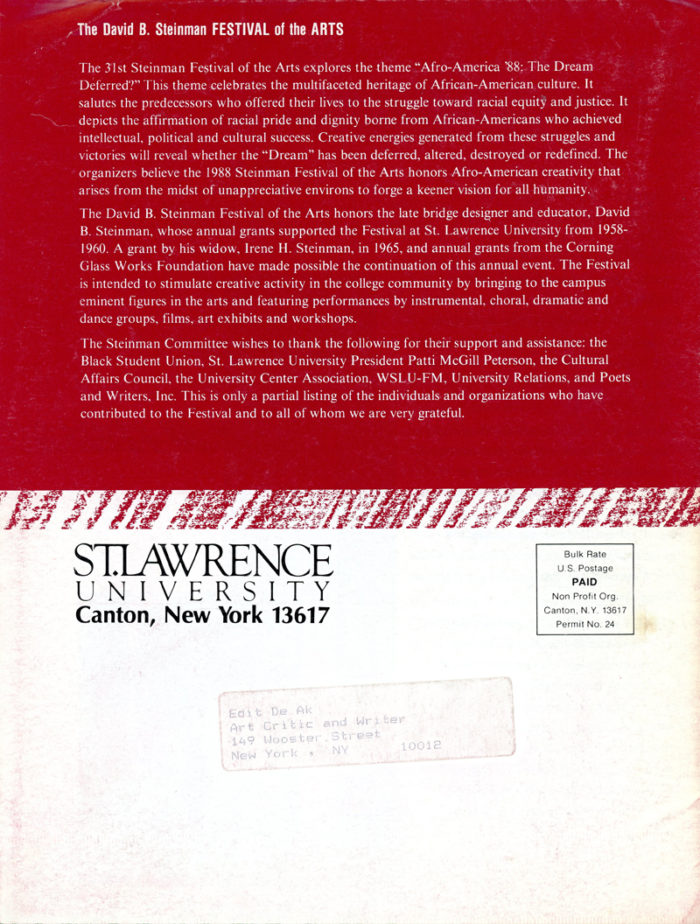 The David B. Steinman FESTIVAL of the ARTS
The 31st Steinman Festival of the Arts explores the theme “Afro-America '88: The Dream
Deferred?” This theme celebrates the multifaceted heritage of African-American culture. It
salutes the predecessors who offered their lives to the struggle toward racial equity and justice. It
depicts the affirmation of racial pride and dignity borne from African-Americans who achieved
intellectual, political and cultural success. Creative energies generated from these struggles and
victories will reveal whether the “Dream” has been deferred, altered, destroyed or redefined. The
organizers believe the 1988 Steinman Festival of the Arts honors Afro-American creativity that
arises from the midst of unappreciative environs to forge a keener vision for all humanity.
The David B. Steinman Festival of the Arts honors the late bridge designer and educator, David
B. Steinman, whose annual grants supported the Festival at St. Lawrence University from 1958-
1960. A grant by his widow, Irene H. Steinman, in 1965, and annual grants from the Corning
Glass Works Foundation have made possible the continuation of this annual event. The Festival
is intended to stimulate creative activity in the college community by bringing to the campus
eminent figures in the arts and featuring performances by instrumental, choral, dramatic and
dance groups, films, art exhibits and workshops.
The Steinman Committee wishes to thank the following for their support and assistance: the
Black Student Union, St. Lawrence University President Patti McGill Peterson, the Cultural
Affairs Council, the University Center Association, WSLU-FM, University Relations, and Poets
and Writers, Inc. This is only a partial listing of the individuals and organizations who have
contributed to the Festival and to all of whom we are very grateful.
ST. LAWRENCE
UNIVERSITY
Canton, New York 13617
Bulk Rate
U.S. Postage
PAID
Non Profit Org.
Canton, N.Y. 13617
Permit No. 24
Edit De Ak
Art Critic and Writer
149 Wooster Street
New York , NY 10012